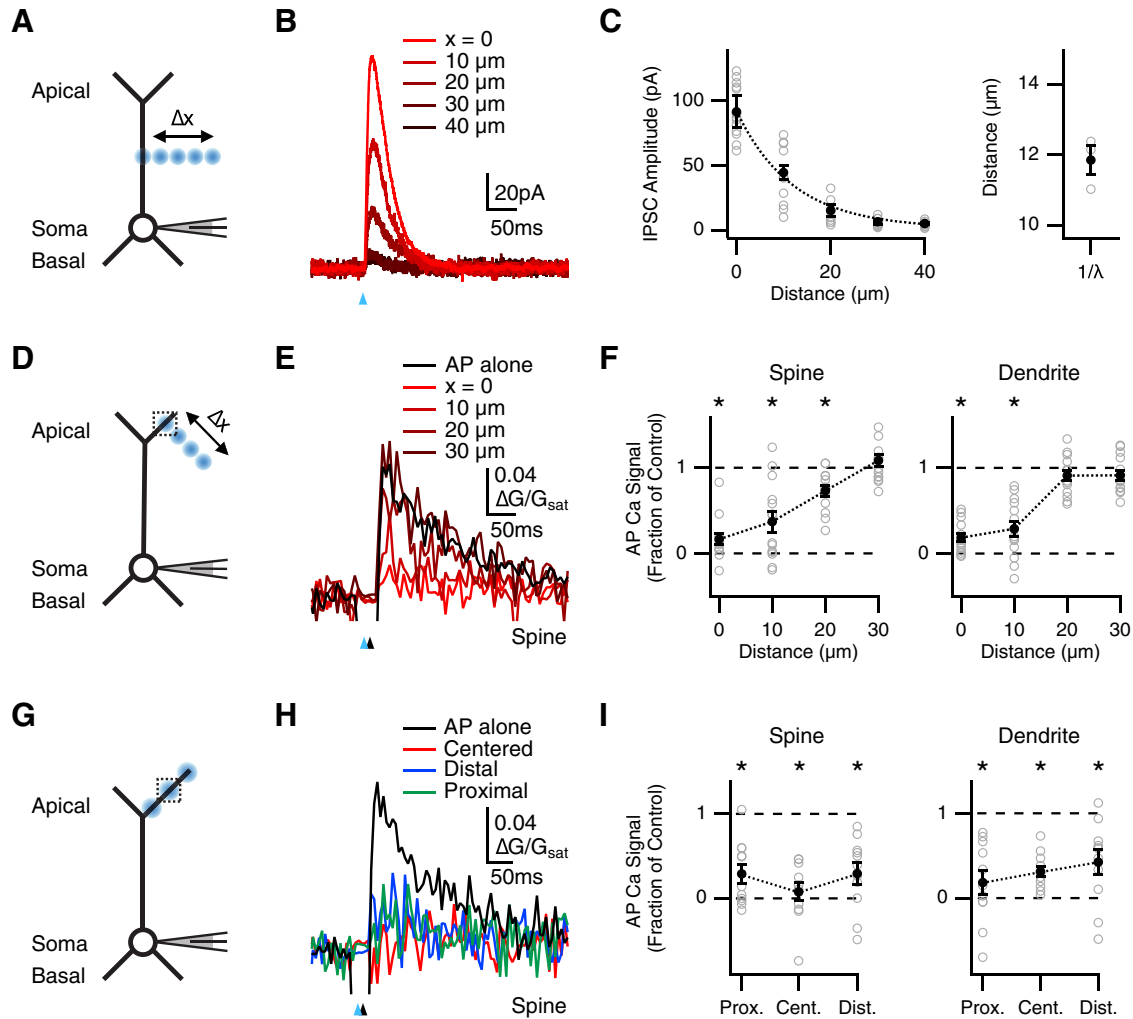 A
Apical
Δx
Soma
Basal
B
x = 0
10 µm
20 µm
30 µm
40 µm
20pA
50ms
C
IPSC Amplitude (pA)
100
50
0
0
20
40
Distance (µm)
Distance (µm)
14
12
10
1/λ
D
Apical
Δx
Soma
Basal
E
AP alone
x = 0
10 µm
20 µm
30 µm
0.04
ΔG/Gsat
50ms
Spine
F
Spine
Dendrite
* * *
* *
AP Ca Signal
(Fraction of Control)
1
0
1
0
0 10 20 30
0 10 20 30
Distance (µm)
Distance (µm)
G
Apical
Soma
Basal
H
AP alone
Centered
Distal
Proximal
0.04
ΔG/Gsat
50ms
Spine
I
Spine
Dendrite
* * *
* * *
AP Ca Signal
(Fraction of Control)
1
0
1
0
Prox. Cent. Dist.
Prox. Cent. Dist.